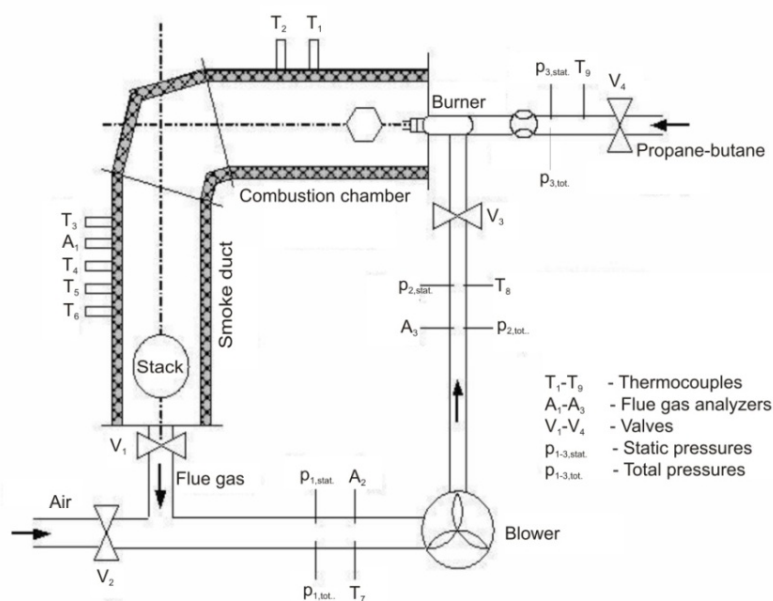 T2 T1
p3,stat. T9
V4
Burner
Propane-butane
p3,tot.
Combustion chamber
V3
T3
A1
T4
T5
T6
Smoke duct
p2,stat. T8
A3 p2,tot..
Stack
T1-T9 - Thermocouples
A1-A3 - Flue gas analyzers
V1-V4 - Valves
p1-3,stat. - Static pressures
p1-3,tot. - Total pressures
V1
Flue gas
p1,stat. A2
Air
Blower
V2
p1,tot.. T7